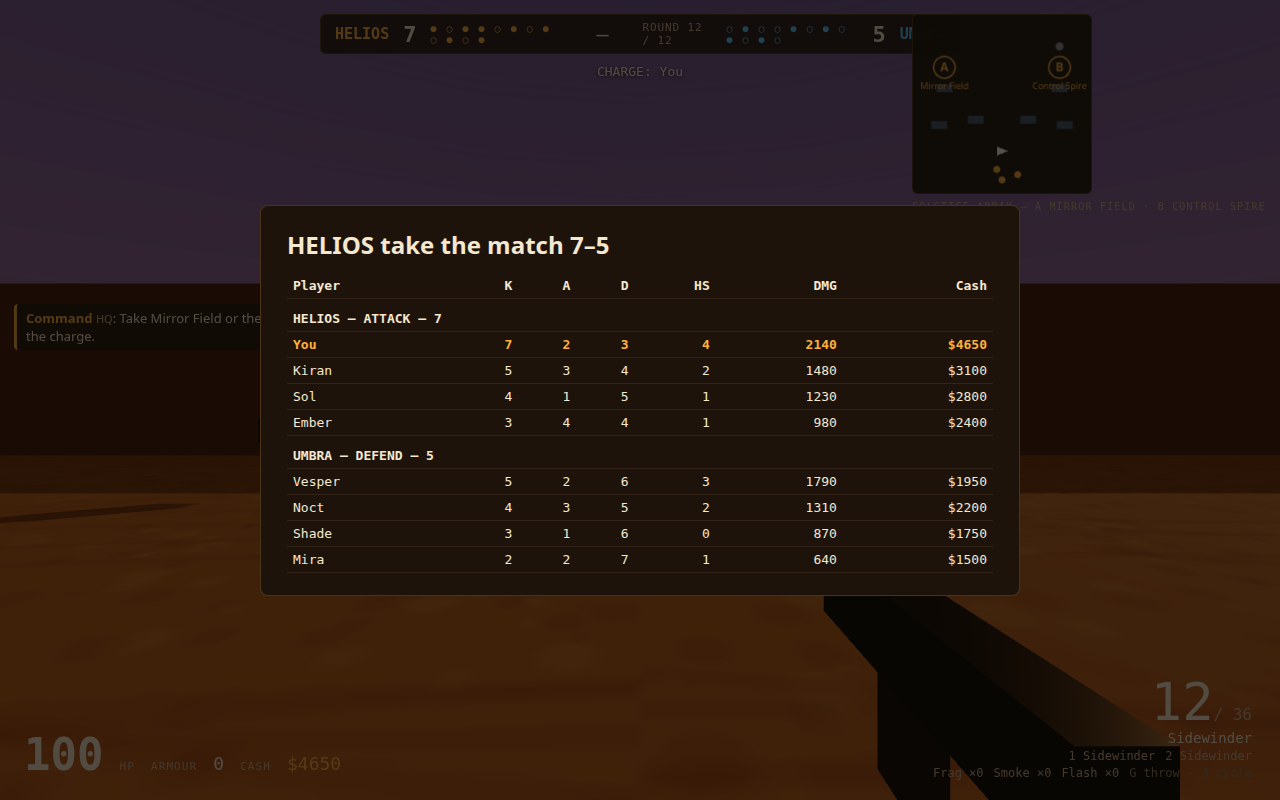 HELIOS 7 — ROUND 12 / 12 5
CHARGE: You
A B
Mirror Field Control Spire
— A MIRROR FIELD · B CONTROL SPIRE
Command HQ: Take Mirror Field or the
the charge.
HELIOS take the match 7–5
Player K A D HS DMG Cash
HELIOS — ATTACK — 7
You 7 2 3 4 2140 $4650
Kiran 5 3 4 2 1480 $3100
Sol 4 1 5 1 1230 $2800
Ember 3 4 4 1 980 $2400
UMBRA — DEFEND — 5
Vesper 5 2 6 3 1790 $1950
Noct 4 3 5 2 1310 $2200
Shade 3 1 6 0 870 $1750
Mira 2 2 7 1 640 $1500
12 / 36
Sidewinder
1 Sidewinder 2 Sidewinder
Frag ×0 Smoke ×0 Flash ×0 G throw
100 HP ARMOUR 0 CASH $4650